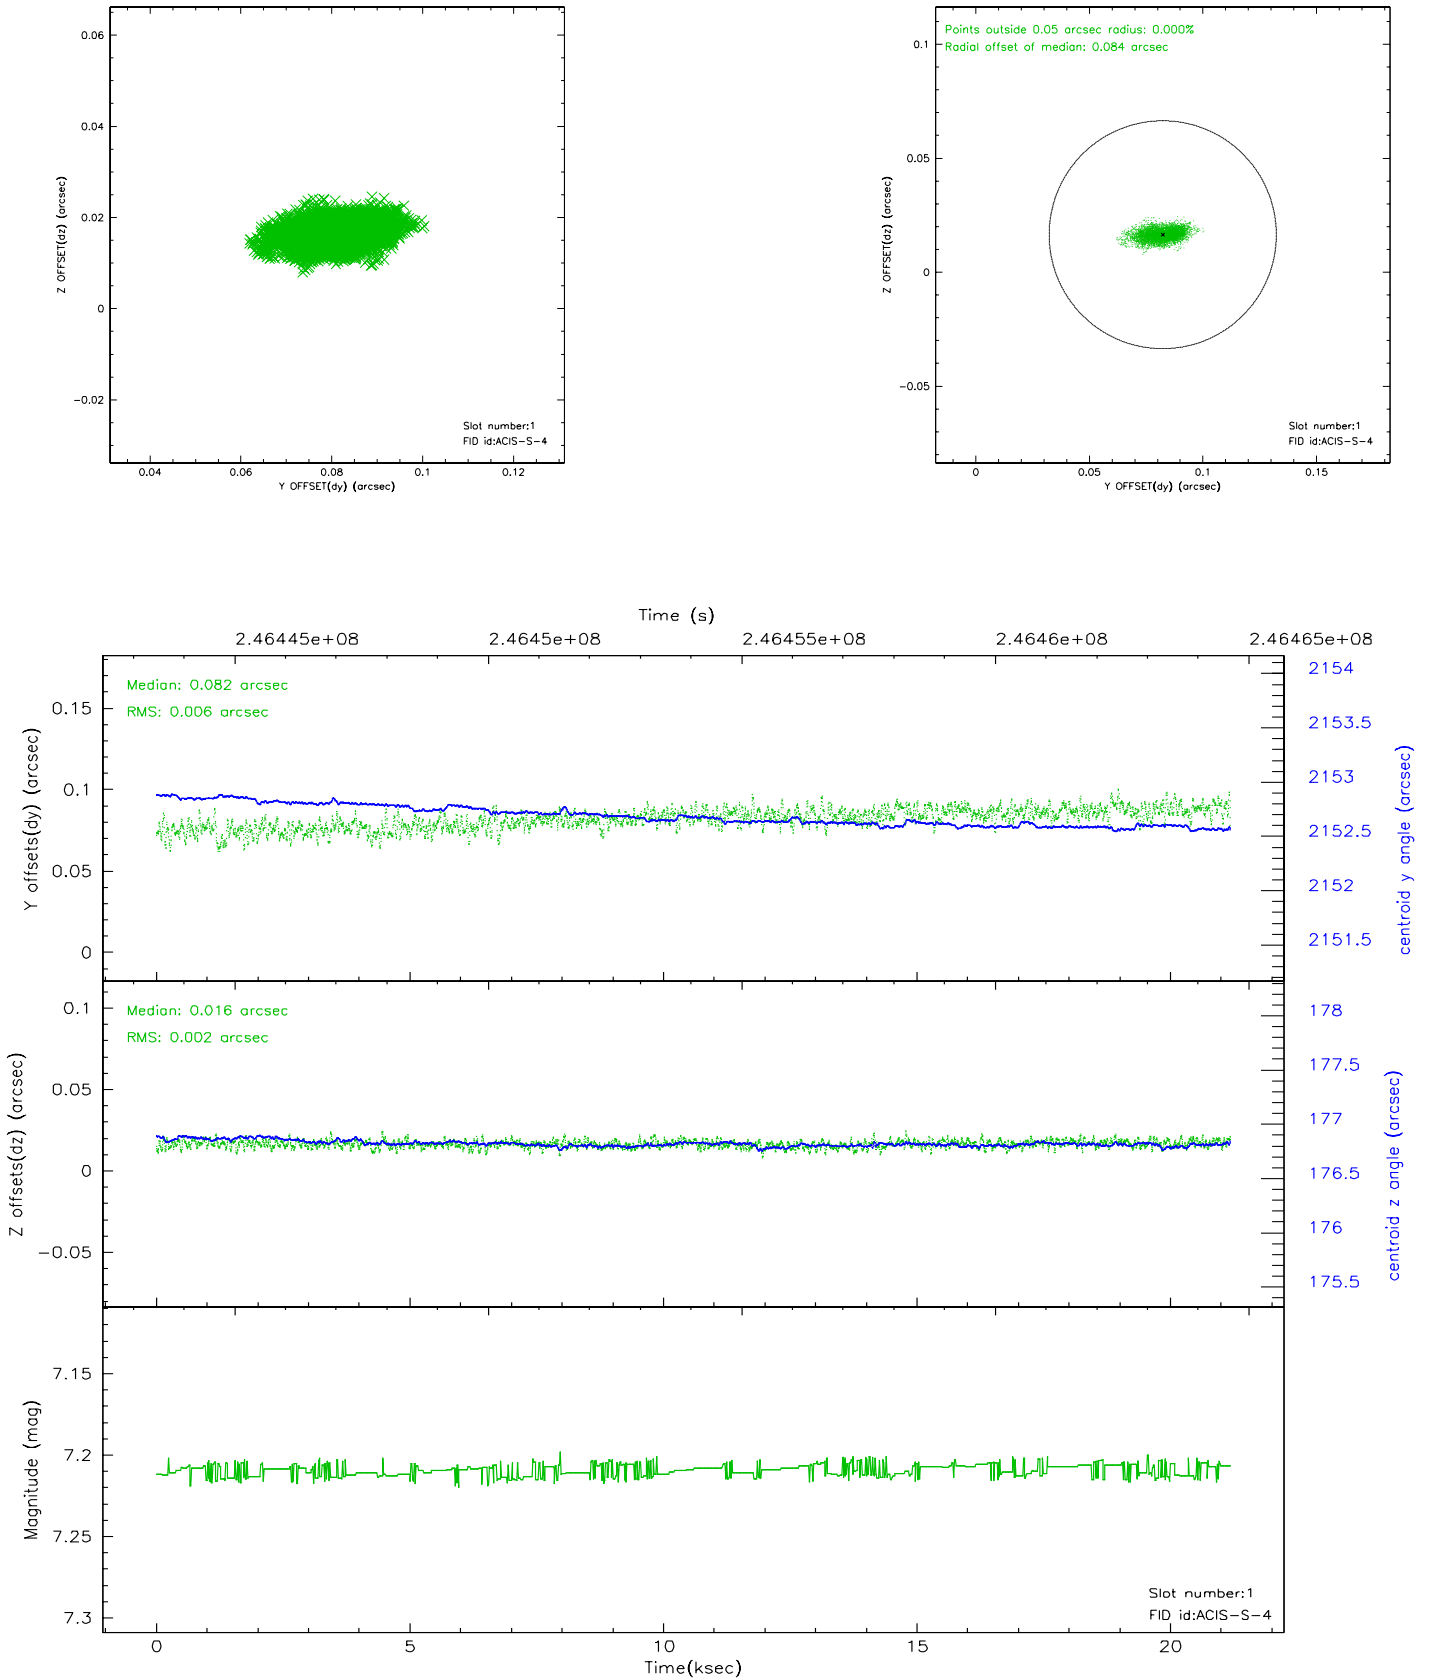 0.06
0.04
0.02
0
−0.02
Z OFFSET(dz) (arcsec)
Slot number:1
FID id:ACIS−S−4
0.04 0.06 0.08 0.1 0.12
Y OFFSET(dy) (arcsec)
Points outside 0.05 arcsec radius: 0.000%
Radial offset of median: 0.084 arcsec
0.1
0.05
0
−0.05
Z OFFSET(dz) (arcsec)
Slot number:1
FID id:ACIS−S−4
0 0.05 0.1 0.15
Y OFFSET(dy) (arcsec)
Time (s)
2.46445e+08 2.4645e+08 2.46455e+08 2.4646e+08 2.46465e+08
Median: 0.082 arcsec
RMS: 0.006 arcsec
0.15
0.1
0.05
0
Y offsets(dy) (arcsec)
2154
2153.5
2153
2152.5
2152
2151.5
centroid y angle (arcsec)
Median: 0.016 arcsec
RMS: 0.002 arcsec
0.1
0.05
0
−0.05
Z offsets(dz) (arcsec)
178
177.5
177
176.5
176
175.5
centroid z angle (arcsec)
7.15
7.2
7.25
7.3
Magnitude (mag)
Slot number:1
FID id:ACIS−S−4
0 5 10 15 20
Time(ksec)